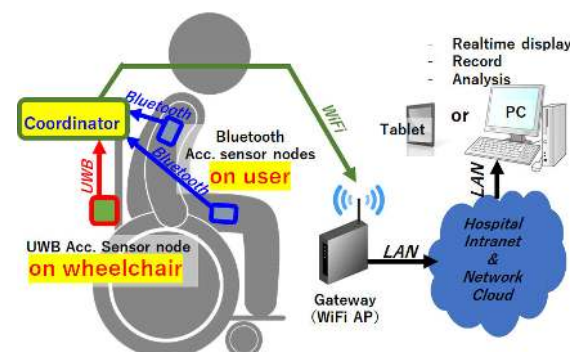 - Realtime display
- Record
- Analysis
Coordinator
Bluetooth
Bluetooth
UWB
WiFi
Bluetooth
Acc. sensor nodes
on user
UWB Acc. Sensor node
on wheelchair
Tablet
or
PC
LAN
Hospital
Intranet
&
Network
Cloud
LAN
Gateway
(WiFi AP)